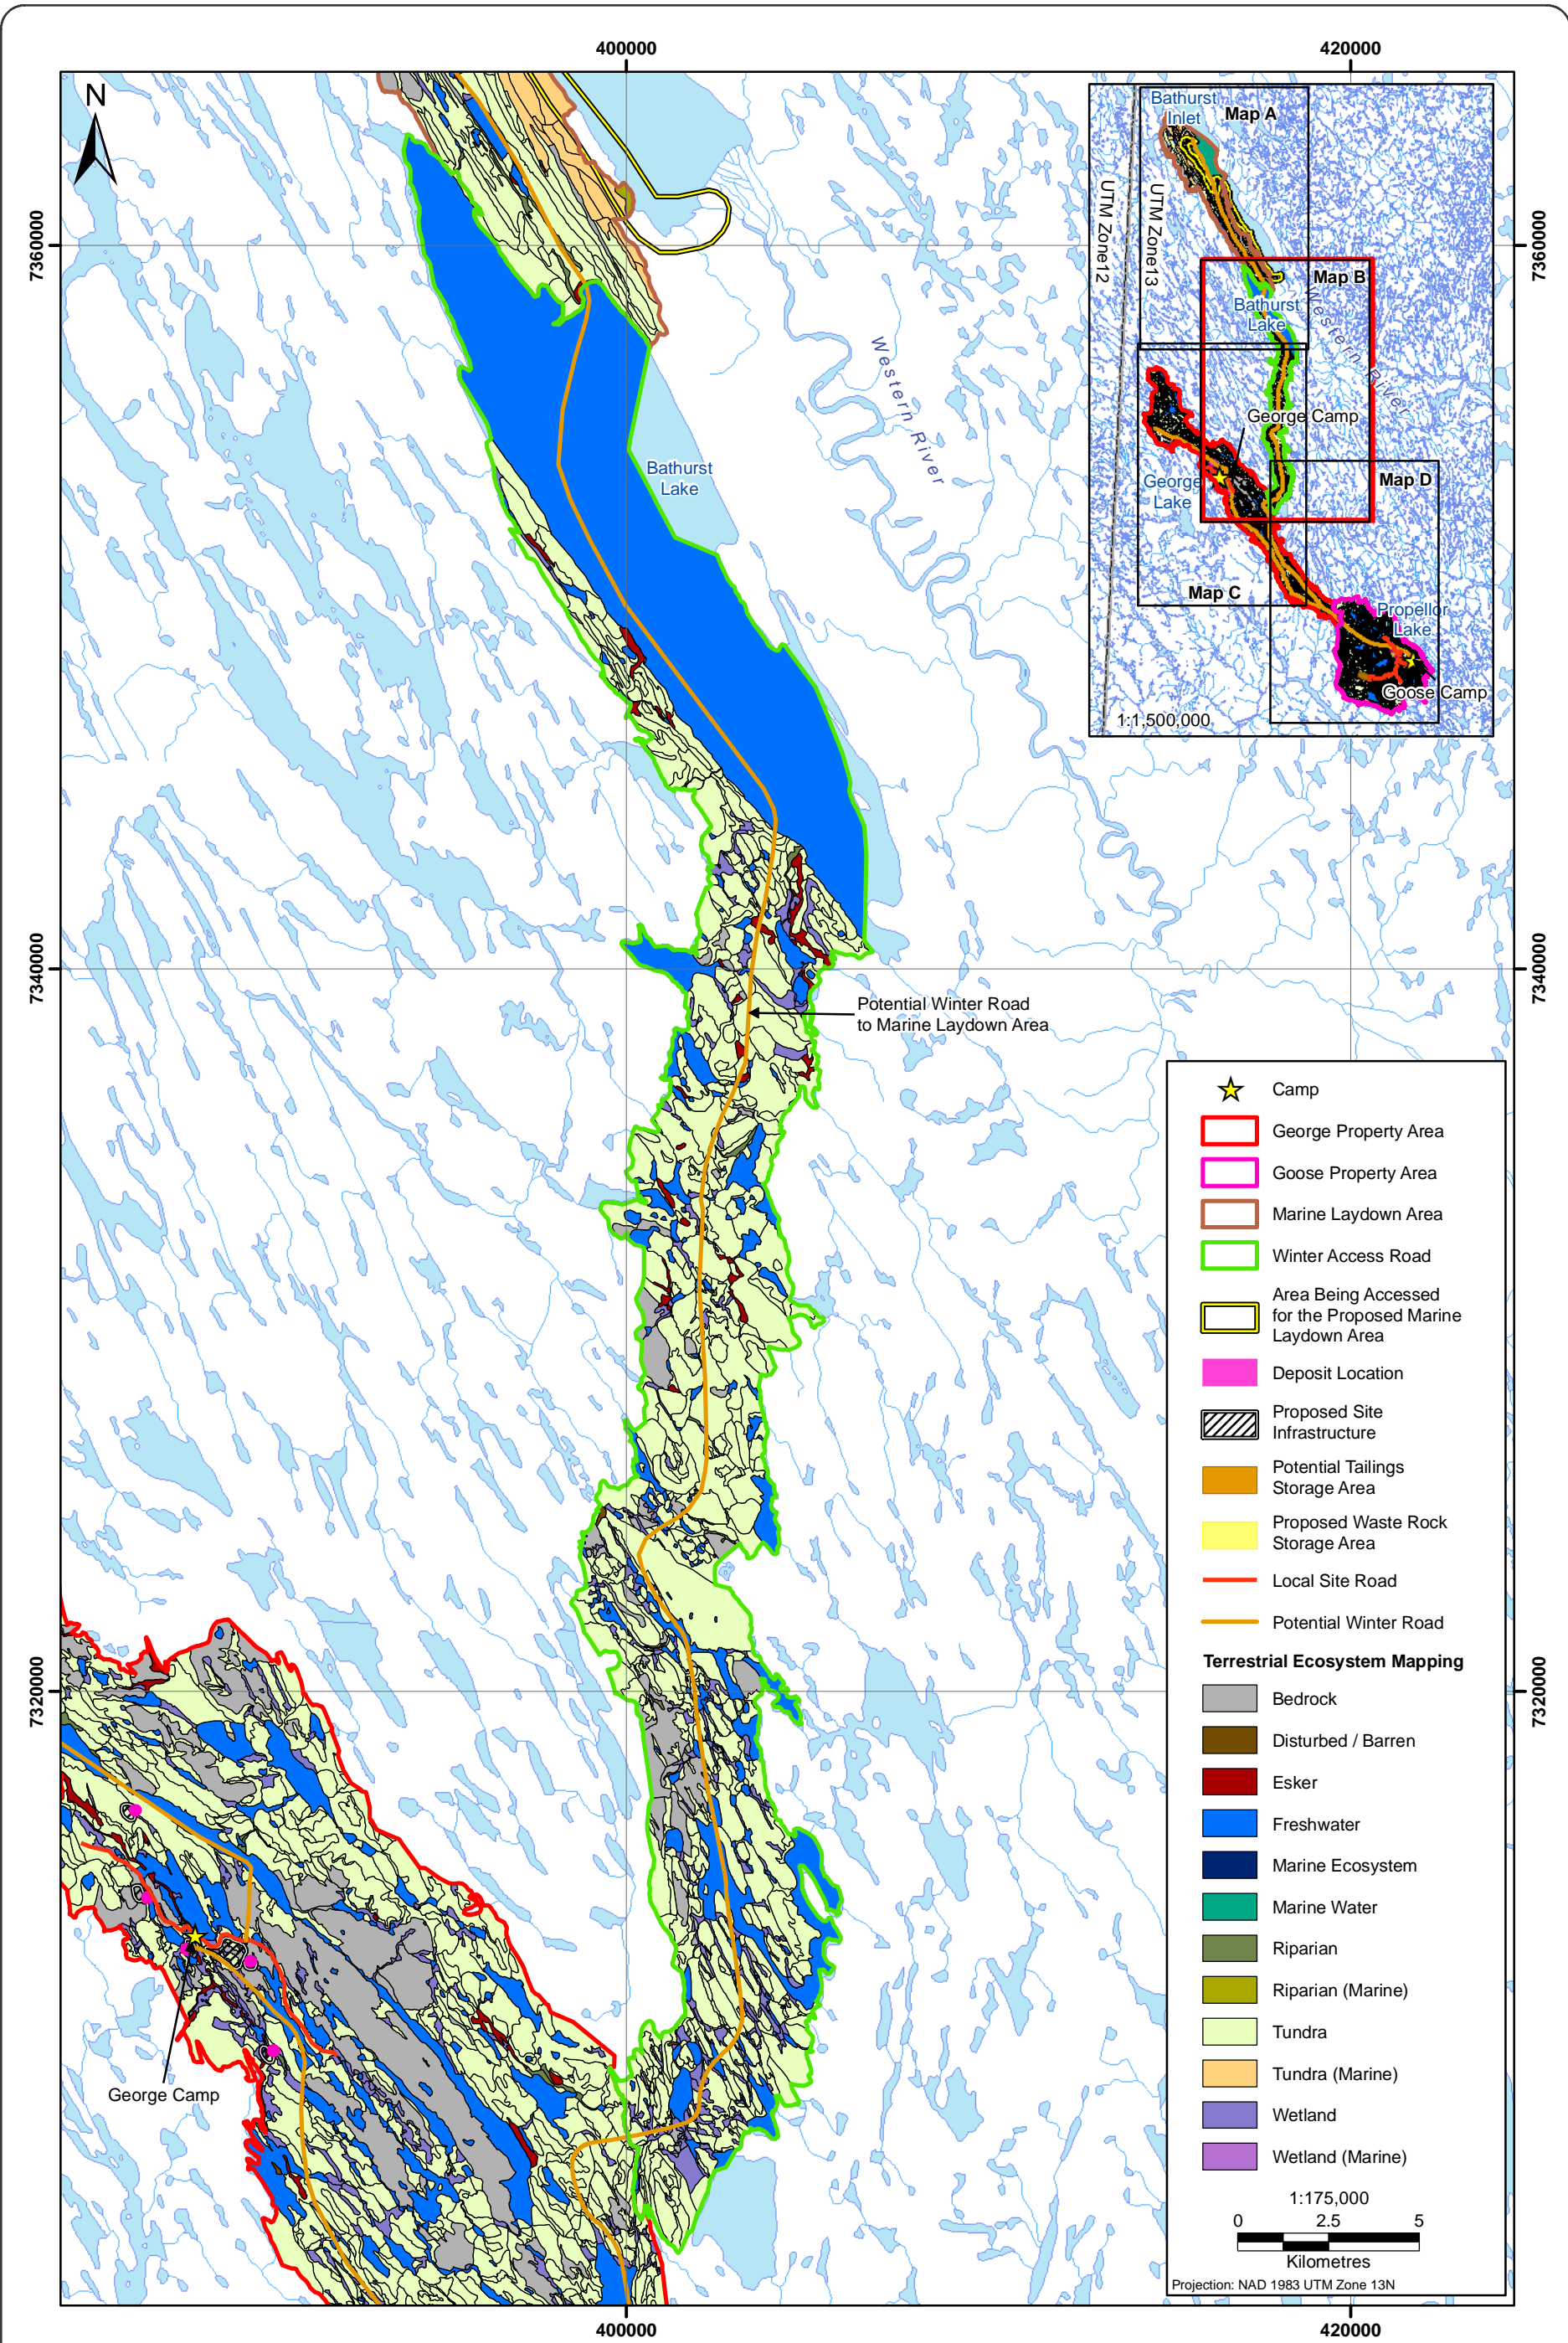 400000
420000
N
7360000
7360000
Bathurst
Inlet
Map A
UTM Zone12
UTM Zone13
Map B
Bathurst
Lake
Western River
George Camp
George
Lake
Map D
Map C
Propellor
Lake
Goose Camp
1:1,500,000
Western River
Bathurst
Lake
7340000
7340000
Potential Winter Road
to Marine Laydown Area
Camp
George Property Area
Goose Property Area
Marine Laydown Area
Winter Access Road
Area Being Accessed
for the Proposed Marine
Laydown Area
Deposit Location
Proposed Site
Infrastructure
Potential Tailings
Storage Area
Proposed Waste Rock
Storage Area
Local Site Road
Potential Winter Road
Terrestrial Ecosystem Mapping
Bedrock
Disturbed / Barren
Esker
Freshwater
Marine Ecosystem
Marine Water
Riparian
Riparian (Marine)
Tundra
Tundra (Marine)
Wetland
Wetland (Marine)
1:175,000
0 2.5 5
Kilometres
Projection: NAD 1983 UTM Zone 13N
7320000
7320000
George Camp
400000
420000